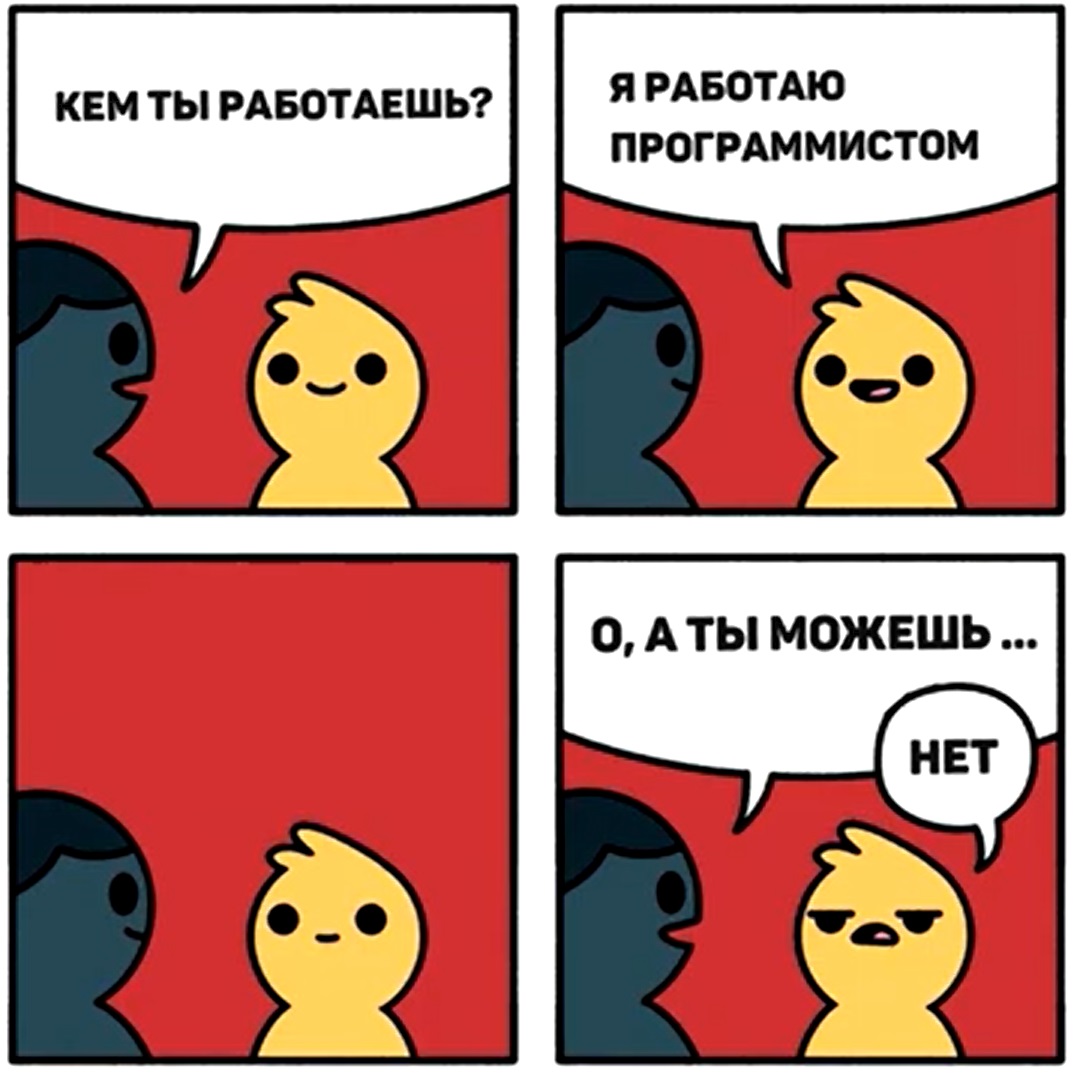 КЕМ ТЫ РАБОТАЕШЬ?
Я РАБОТАЮ
ПРОГРАММИСТОМ
О, А ТЫ МОЖЕШЬ ...
НЕТ